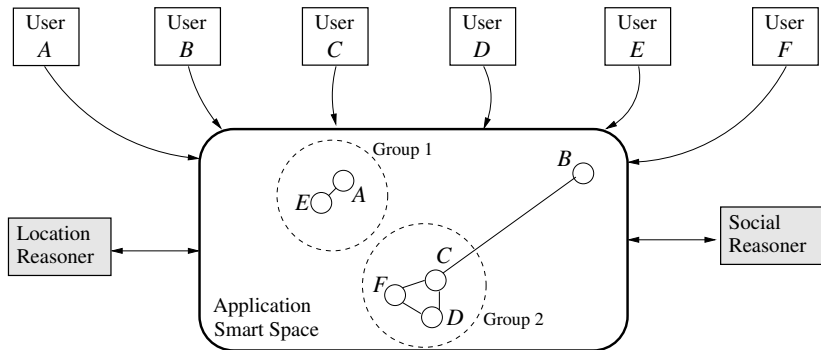 User
A
User
B
User
C
User
D
User
E
User
F
Group 1
B
E
A
Location
Reasoner
Social
Reasoner
C
F
D
Application
Smart Space
Group 2